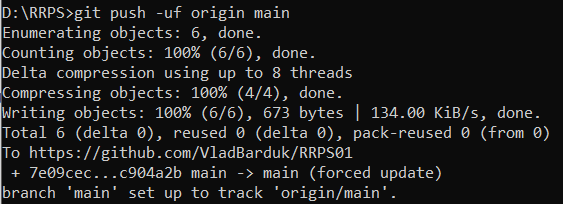 D:\RRPS>git push -uf origin main
Enumerating objects: 6, done.
Counting objects: 100% (6/6), done.
Delta compression using up to 8 threads
Compressing objects: 100% (4/4), done.
Writing objects: 100% (6/6), 673 bytes | 134.00 KiB/s, done.
Total 6 (delta 0), reused 0 (delta 0), pack-reused 0 (from 0)
To https://github.com/VladBarduk/RRPS01
 + 7e09cec...c904a2b main -> main (forced update)
branch 'main' set up to track 'origin/main'.